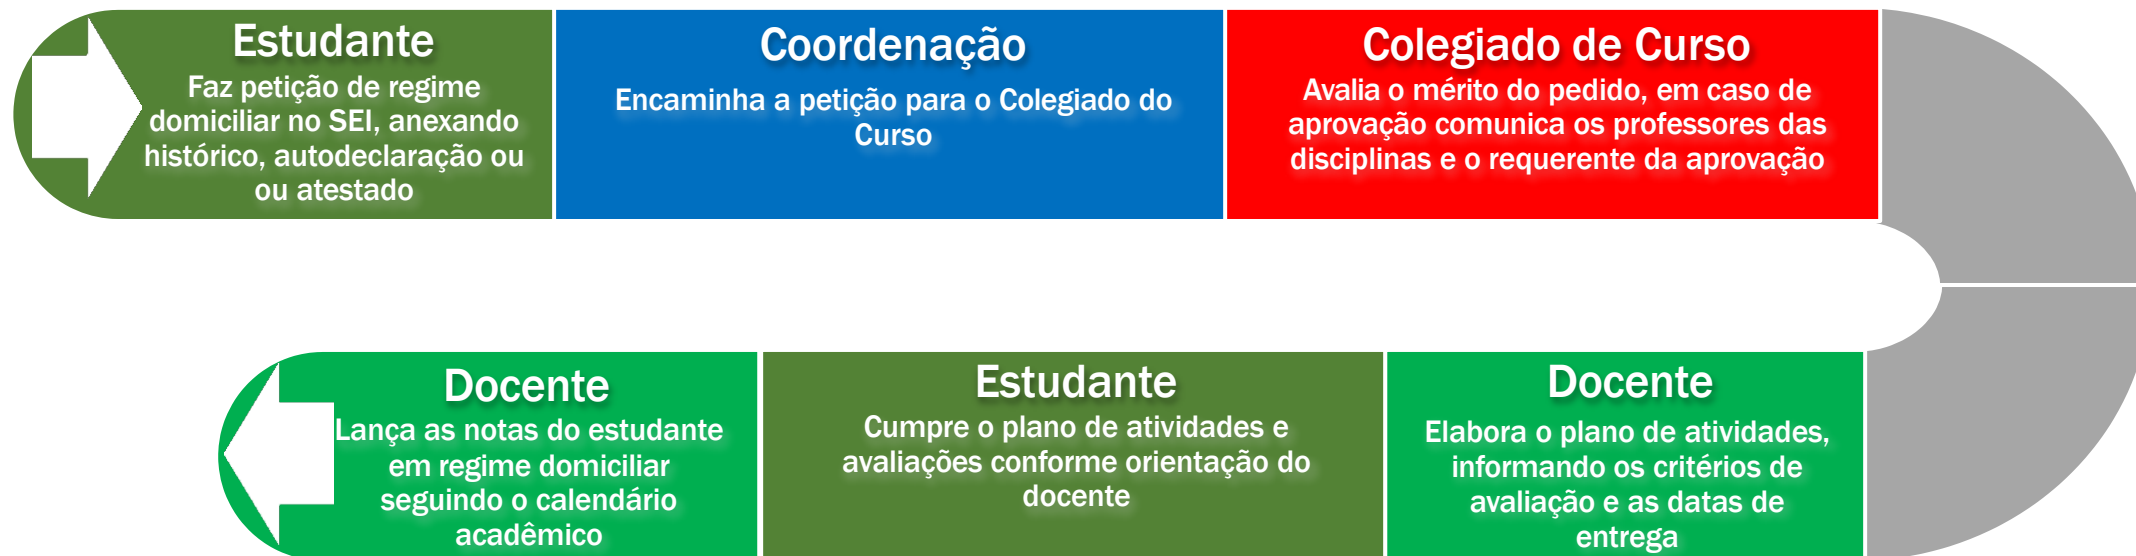 Estudante
Faz petição de regime
domiciliar no SEI, anexando
histórico, autodeclaração ou
ou atestado
Coordenação
Encaminha a petição para o Colegiado do
Curso
Colegiado de Curso
Avalia o mérito do pedido, em caso de
aprovação comunica os professores das
disciplinas e o requerente da aprovação
Docente
Elabora o plano de atividades,
informando os critérios de
avaliação e as datas de
entrega
Estudante
Cumpre o plano de atividades e
avaliações conforme orientação do
docente
Docente
Lança as notas do estudante
em regime domiciliar
seguindo o calendário
acadêmico